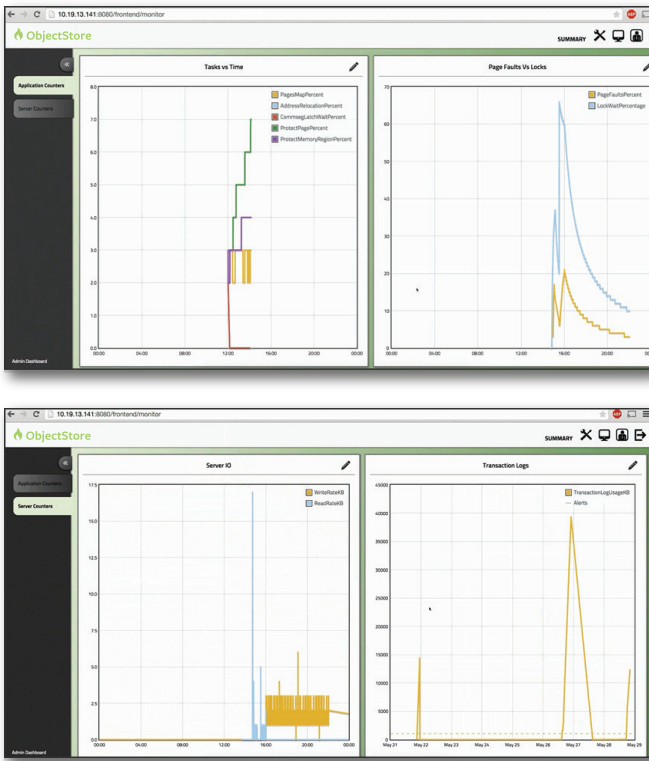 10.19.13.141:8080/frontend/monitor
ABP
ObjectStore
SUMMARY
Application Counters
Server Counters
Admin Dashboard
Tasks vs Time
PagesMapPercent
AddressRelocationPercent
CommsegLatchWaitPercent
ProtectPagePercent
ProtectMemoryRegionPercent
8.0
7.0
6.0
5.0
4.0
3.0
2.0
1.0
0.0
00:00 04:00 08:00 12:00 16:00 20:00 00:00
Page Faults Vs Locks
PageFaultsPercent
LockWaitPercentage
70
60
50
40
30
20
10
0
00:00 04:00 08:00 12:00 16:00 20:00
10.19.13.141:8080/frontend/monitor
ABP
ObjectStore
SUMMARY
Application Counters
Server Counters
Admin Dashboard
Server IO
WriteRateKB
ReadRateKB
17.5
15.0
12.5
10.0
7.5
5.0
2.5
0.0
00:00 04:00 08:00 12:00 16:00 20:00 00:00
Transaction Logs
TransactionLogUsageKB
Alerts
45000
40000
35000
30000
25000
20000
15000
10000
5000
0
May 21 May 22 May 23 May 24 May 25 May 26 May 27 May 28 May 29